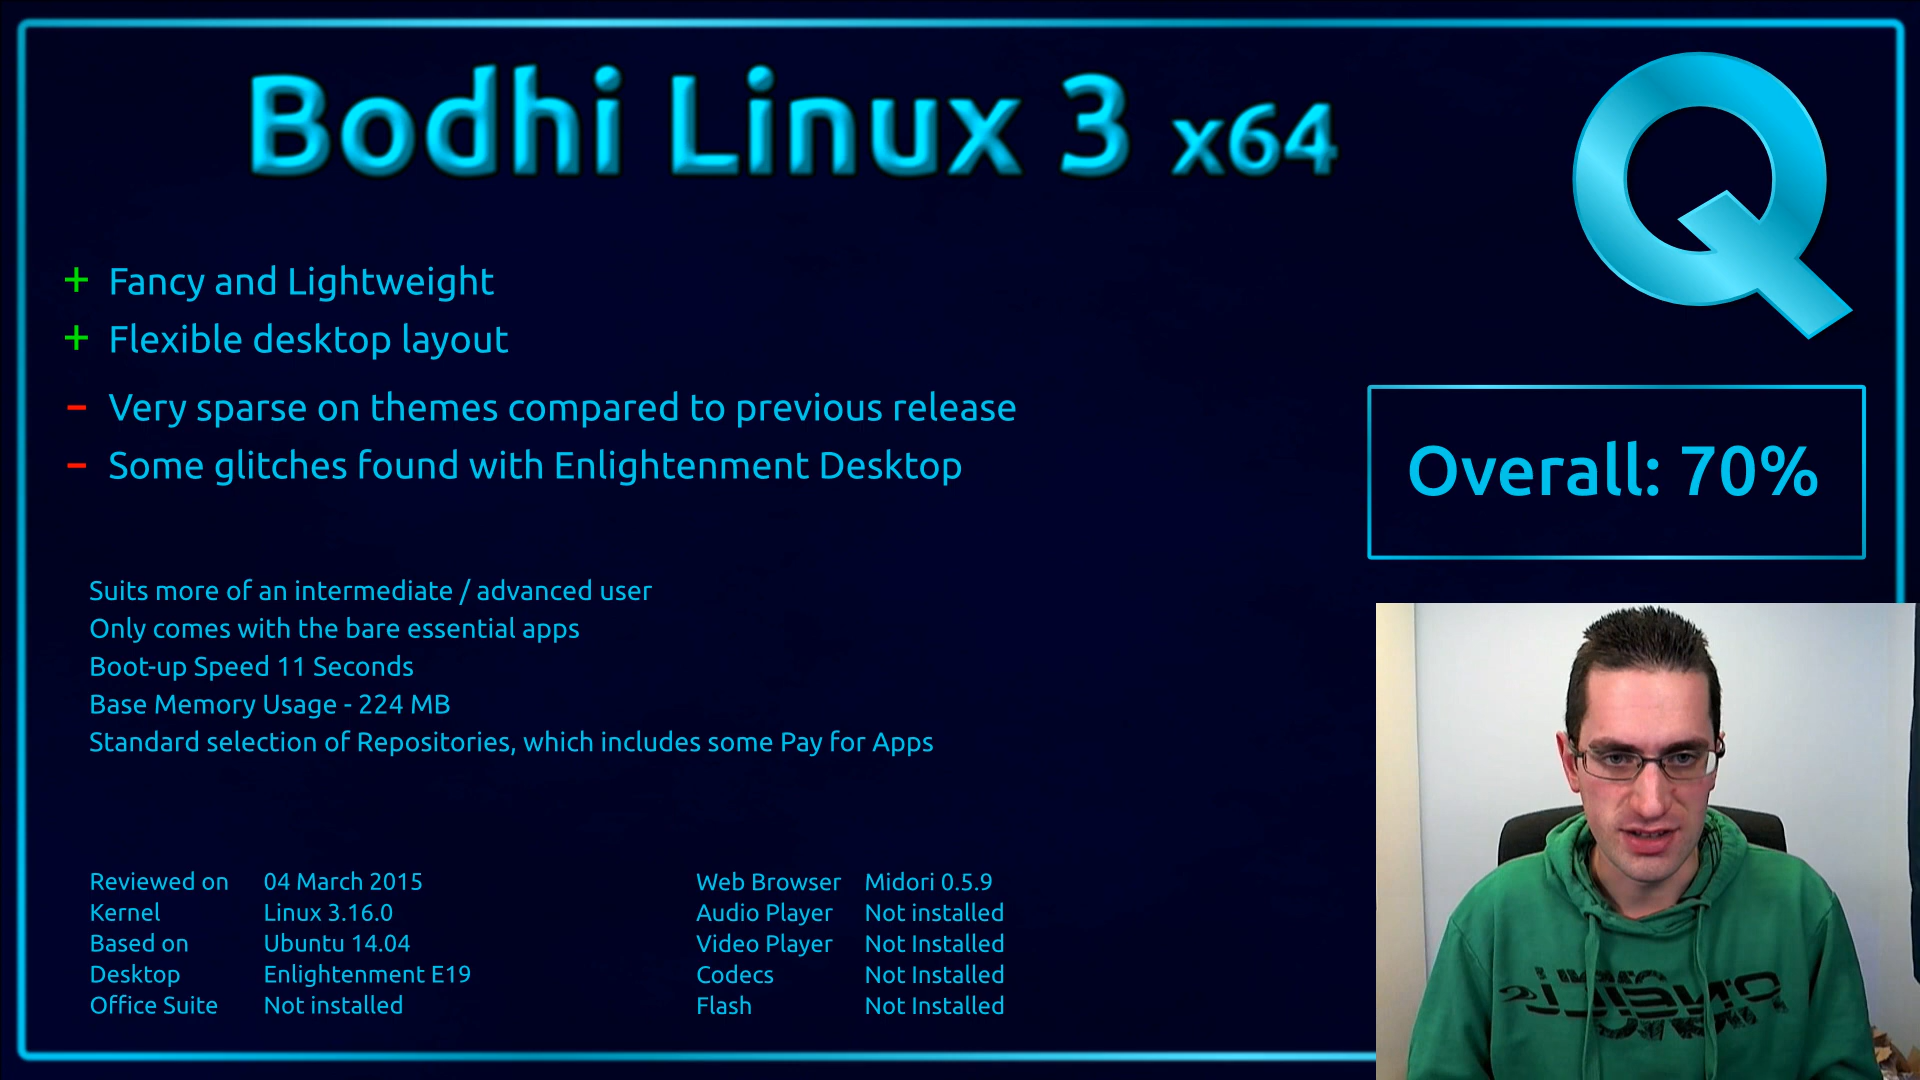 Bodhi Linux 3 x64
Q
+ Fancy and Lightweight
+ Flexible desktop layout
- Very sparse on themes compared to previous release
- Some glitches found with Enlightenment Desktop
Overall: 70%
Suits more of an intermediate / advanced user
Only comes with the bare essential apps
Boot-up Speed 11 Seconds
Base Memory Usage - 224 MB
Standard selection of Repositories, which includes some Pay for Apps
Reviewed on 04 March 2015
Kernel Linux 3.16.0
Based on Ubuntu 14.04
Desktop Enlightenment E19
Office Suite Not installed
Web Browser Midori 0.5.9
Audio Player Not installed
Video Player Not Installed
Codecs Not Installed
Flash Not Installed